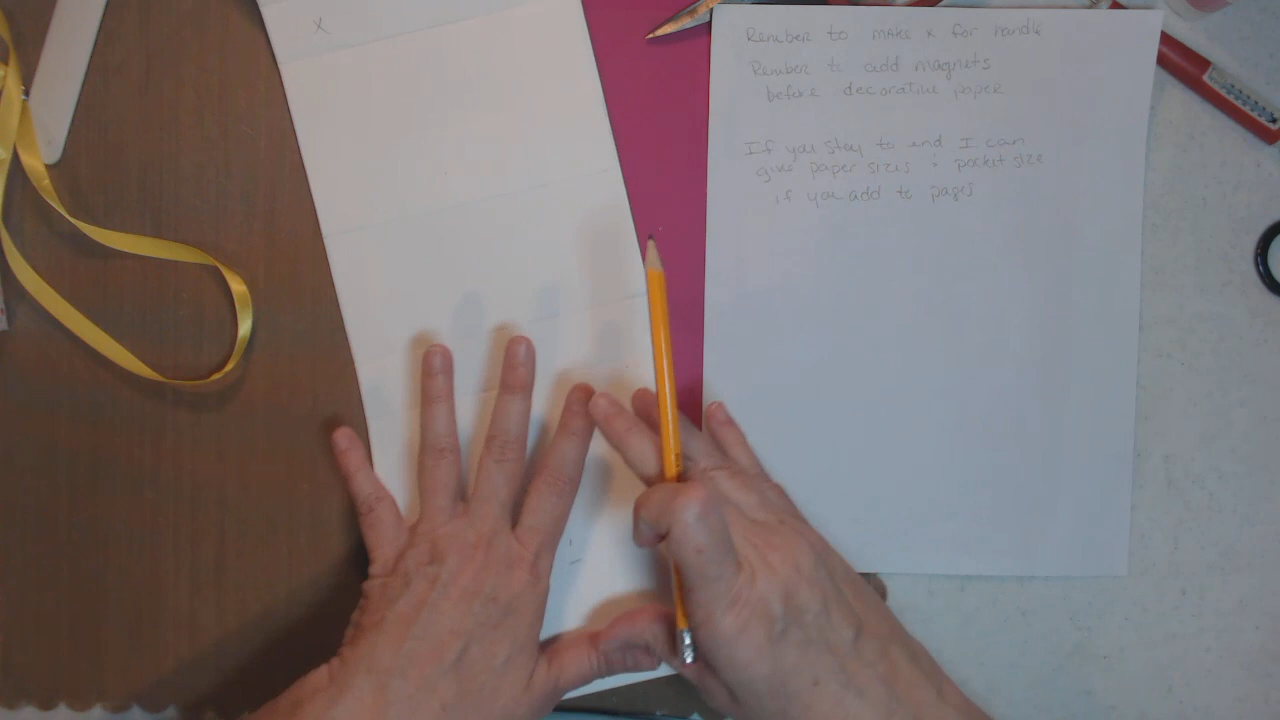 x
Rember to make x for handle
Rember to add magnets
before decorative paper
If you stay to end I can
give paper sizes & pocket size
if you add to pages